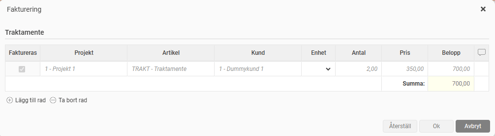 Fakturering
Traktamente
Faktureras Projekt Artikel Kund Enhet Antal Pris Belopp
1 - Projekt 1 TRAKT - Traktamente 1 - Dummykund 1 2,00 350,00 700,00
Summa: 700,00
Lägg till rad Ta bort rad
Återställ Ok Avbryt